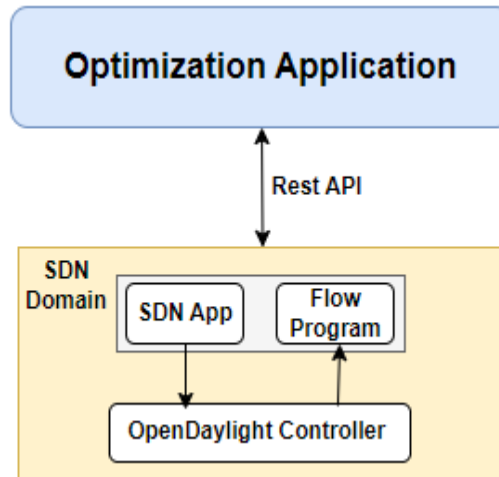 Optimization Application
Rest API
SDN
Domain
SDN App
Flow
Program
OpenDaylight Controller